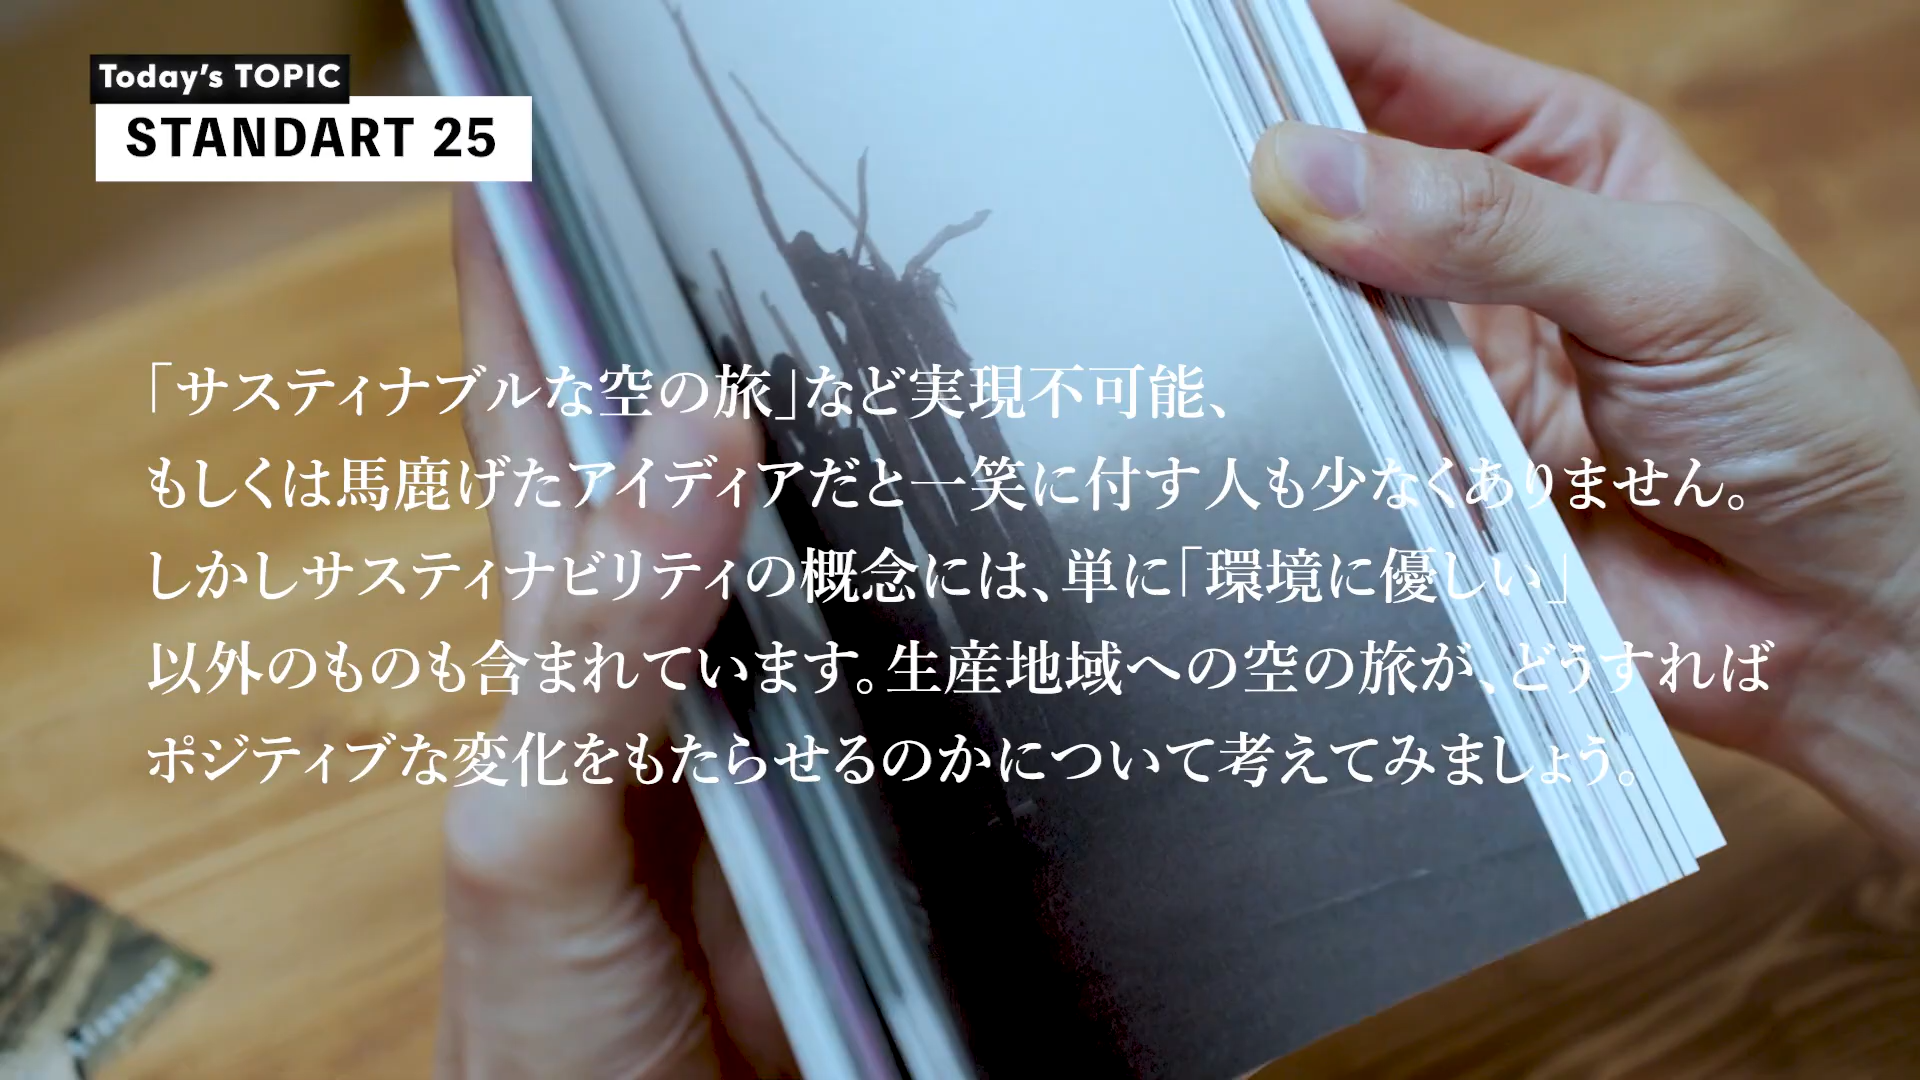 Today's TOPIC
STANDART 25
「サスティナブルな空の旅」など実現不可能、
もしくは馬鹿げたアイディアだと一笑に付す人も少なくありません。
しかしサスティナビリティの概念には、単に「環境に優しい」
以外のものも含まれています。生産地域への空の旅が、どうすれば
ポジティブな変化をもたらせるのかについて考えてみましょう。